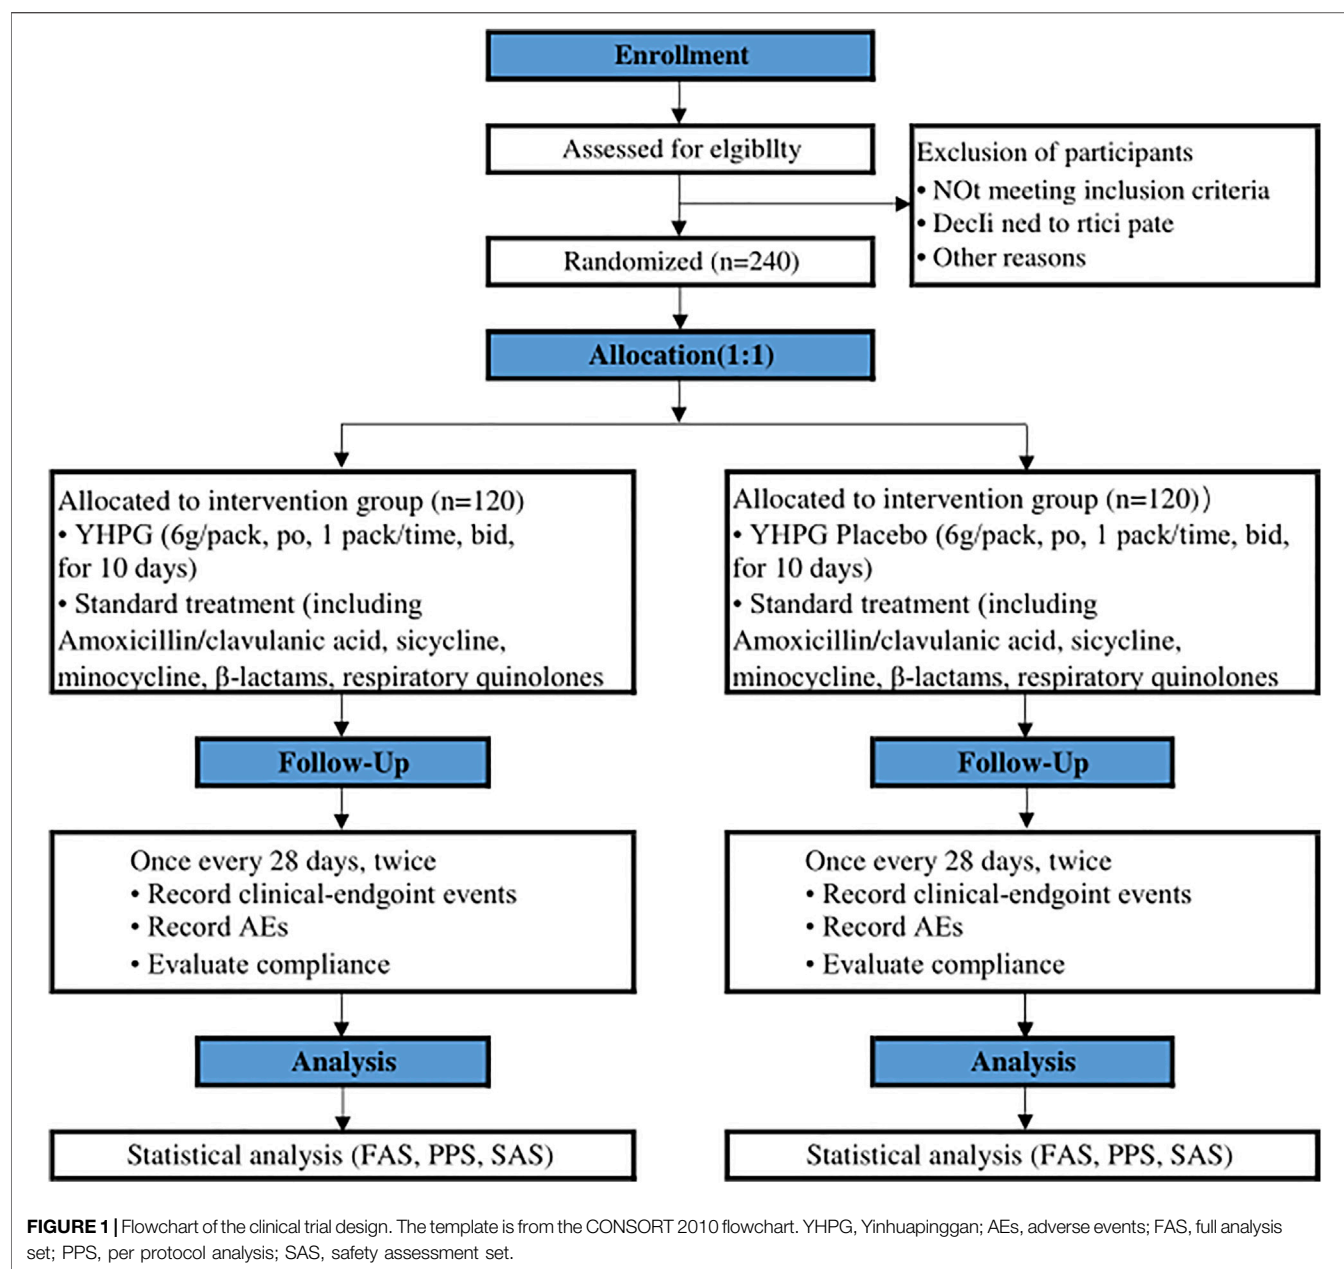 Enrollment
Assessed for elgibllty
Exclusion of participants
• NOt meeting inclusion criteria
• DecIi ned to rtici pate
• Other reasons
Randomized (n=240)
Allocation(1:1)
Allocated to intervention group (n=120)
• YHPG (6g/pack, po, 1 pack/time, bid,
for 10 days)
• Standard treatment (including
Amoxicillin/clavulanic acid, sicycline,
minocycline, β-lactams, respiratory quinolones
Allocated to intervention group (n=120)）
• YHPG Placebo (6g/pack, po, 1 pack/time, bid,
for 10 days)
• Standard treatment (including
Amoxicillin/clavulanic acid, sicycline,
minocycline, β-lactams, respiratory quinolones
Follow-Up
Follow-Up
Once every 28 days, twice
• Record clinical-endgoint events
• Record AEs
• Evaluate compliance
Once every 28 days, twice
• Record clinical-endgoint events
• Record AEs
• Evaluate compliance
Analysis
Analysis
Statistical analysis (FAS, PPS, SAS)
Statistical analysis (FAS, PPS, SAS)
FIGURE 1 | Flowchart of the clinical trial design. The template is from the CONSORT 2010 flowchart. YHPG, Yinhuapinggan; AEs, adverse events; FAS, full analysis
set; PPS, per protocol analysis; SAS, safety assessment set.